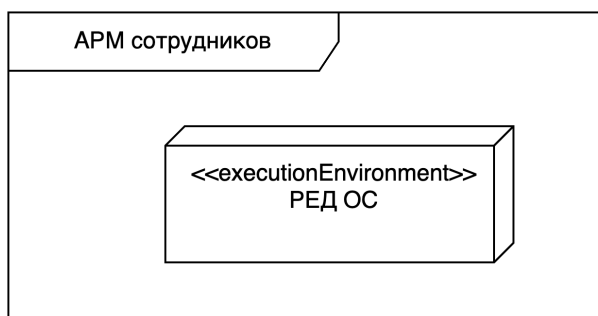 АРМ сотрудников
<<executionEnvironment>>
РЕД ОС